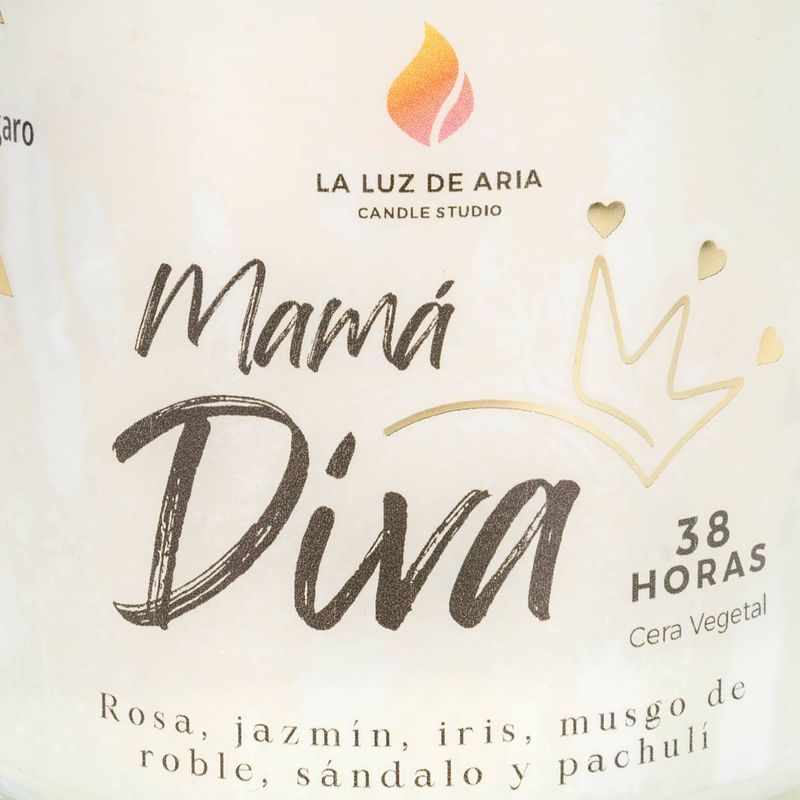 LA LUZ DE ARIA
CANDLE STUDIO
Mamá
Diva
38
HORAS
Cera Vegetal
Rosa, jazmín, iris, musgo de
roble, sándalo y pachulí